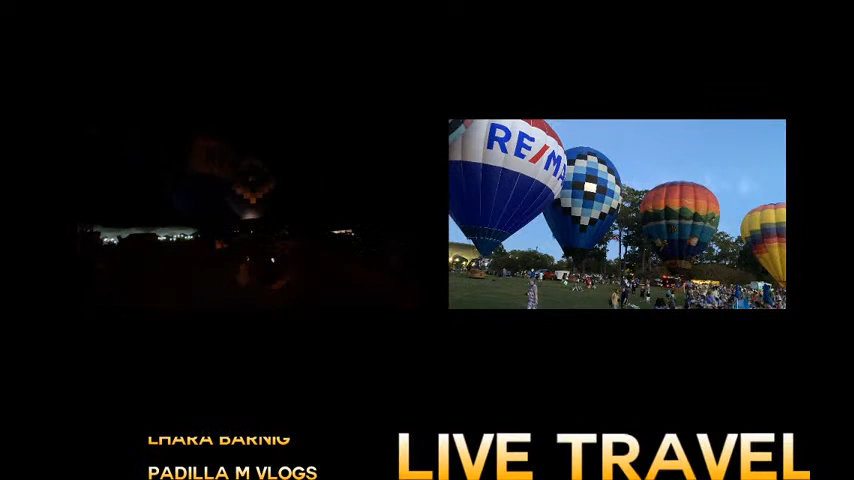 RE/MA
LHARA BARNIG
PADILLA M VLOGS
LIVE TRAVEL